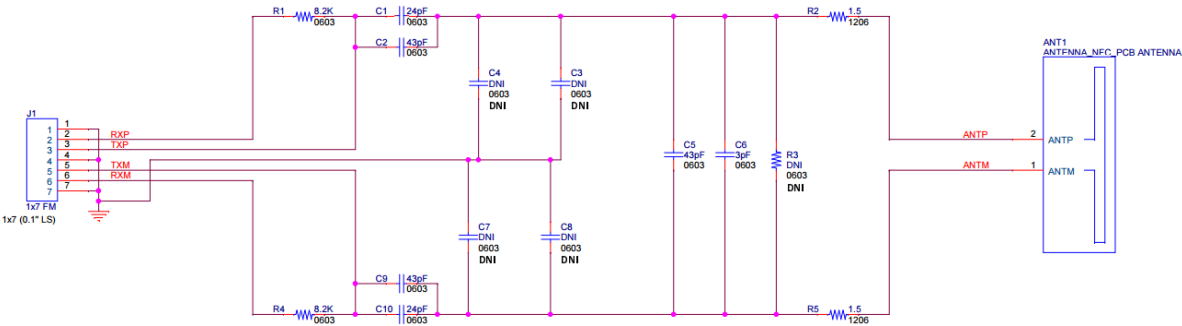 R1 8.2K
0603
C1 24pF
0603
C2 43pF
0603
R2 1.5
1206
ANT1
ANTENNA_NFC_PCB ANTENNA
C4
DNI
0603
DNI
C3
DNI
0603
DNI
J1
1 1
2 2
3 3
4 4
5 5
6 6
7 7
RXP
TXP
TXM
RXM
1x7 FM
1x7 (0.1" LS)
ANTP 2 ANTP
ANTM 1 ANTM
C5
43pF
0603
C6
3pF
0603
R3
DNI
0603
DNI
C7
DNI
0603
DNI
C8
DNI
0603
DNI
C9 43pF
0603
R4 8.2K
0603
C10 24pF
0603
R5 1.5
1206